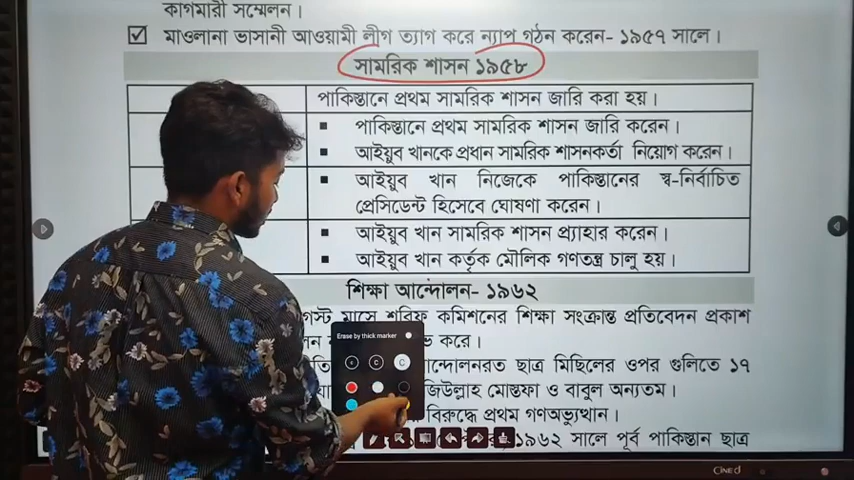 কাগমারী সম্মেলন।
মাওলানা ভাসানী আওয়ামী লীগ ত্যাগ করে ন্যাপ গঠন করেন- ১৯৫৭ সালে।
সামরিক শাসন ১৯৫৮
পাকিস্তানে প্রথম সামরিক শাসন জারি করা হয়।
পাকিস্তানে প্রথম সামরিক শাসন জারি করেন।
আইয়ুব খানকে প্রধান সামরিক শাসনকর্তা নিয়োগ করেন।
আইয়ুব খান নিজেকে পাকিস্তানের স্ব-নির্বাচিত
প্রেসিডেন্ট হিসেবে ঘোষণা করেন।
আইয়ুব খান সামরিক শাসন প্র্যাহার করেন।
আইয়ুব খান কর্তৃক মৌলিক গণতন্ত্র চালু হয়।
শিক্ষা আন্দোলন- ১৯৬২
মাসে শরিফ কমিশনের শিক্ষা সংক্রান্ত প্রতিবেদন প্রকাশ
Erase by thick marker
করে।
ছাত্র মিছিলের ওপর গুলিতে ১৭
মোস্তফা ও বাবুল অন্যতম।
বিরুদ্ধে প্রথম গণঅভ্যুত্থান।
১৯৬২ সালে পূর্ব পাকিস্তান ছাত্র